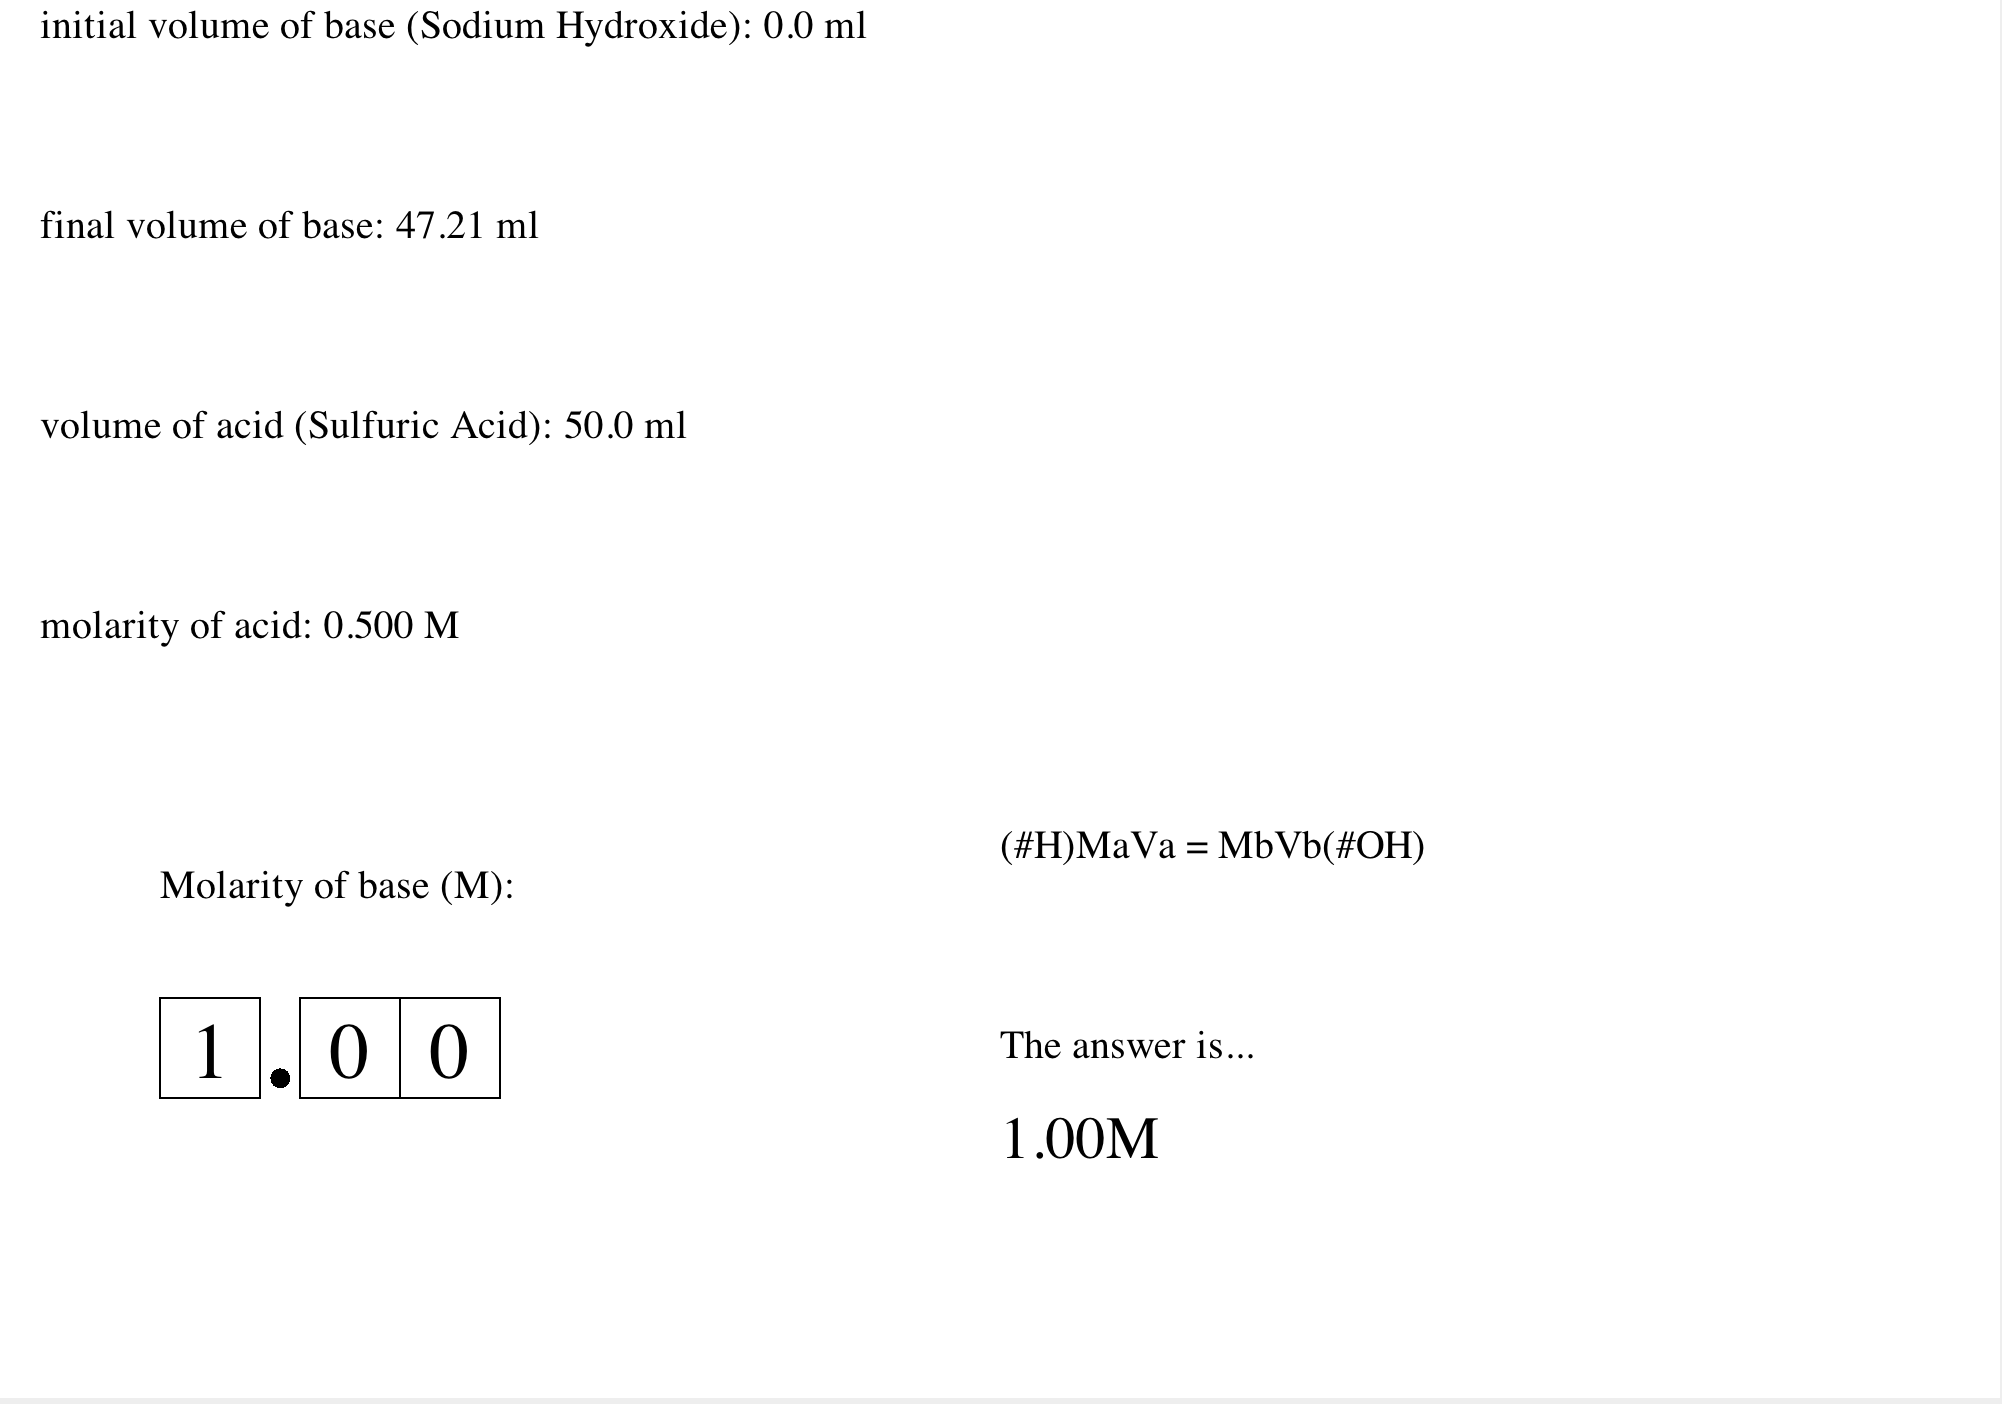 initial volume of base (Sodium Hydroxide): 0.0 ml
final volume of base: 47.21 ml
volume of acid (Sulfuric Acid): 50.0 ml
molarity of acid: 0.500 M
Molarity of base (M):
1.00
(#H)MaVa = MbVb(#OH)
The answer is...
1.00M